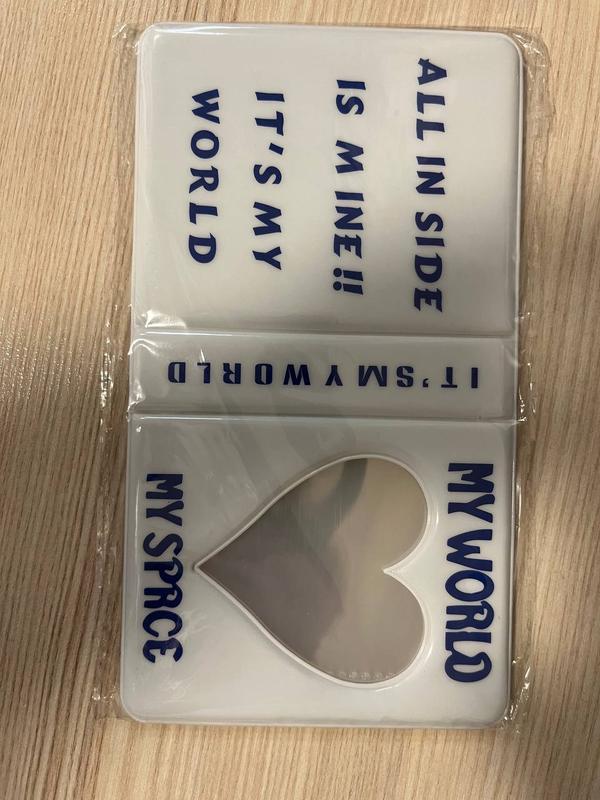 ALL IN SIDE
IS M INE!!
IT'S MY
WORLD
IT'SMYWORLD
MY WORLD
MY SPACE